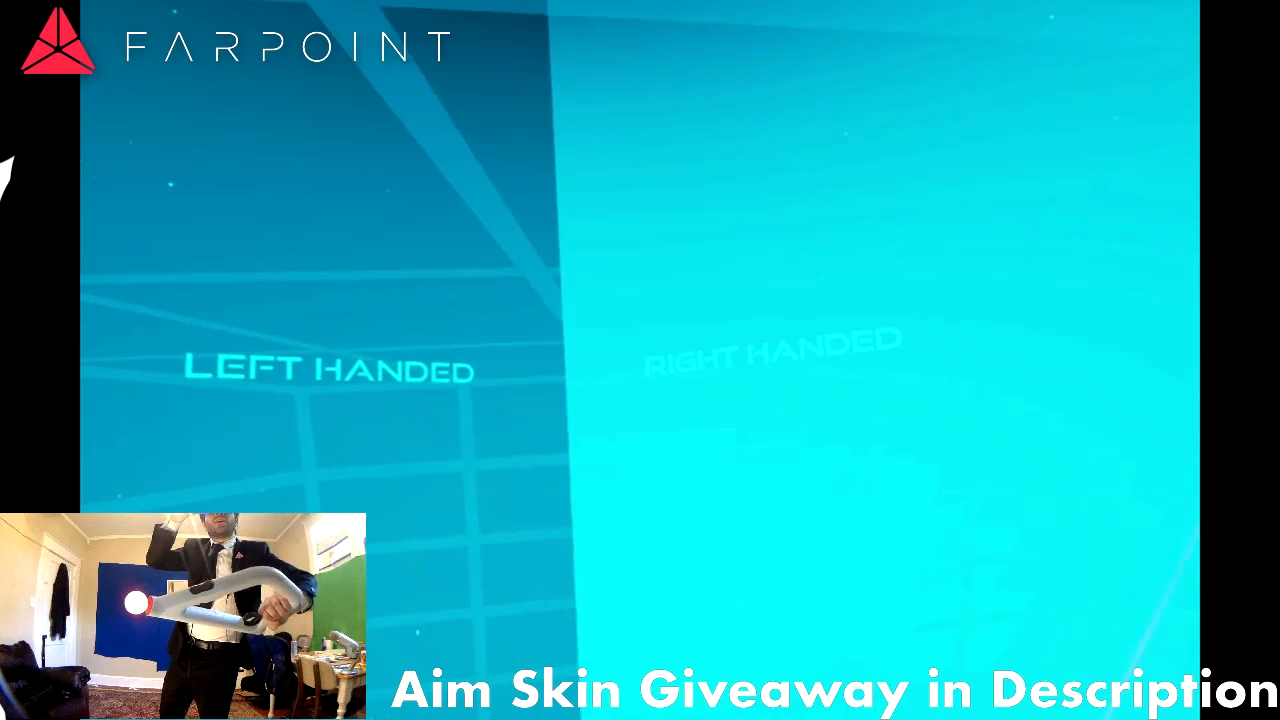 FARPOINT
LEFT HANDED
RIGHT HANDED
Aim Skin Giveaway in Description